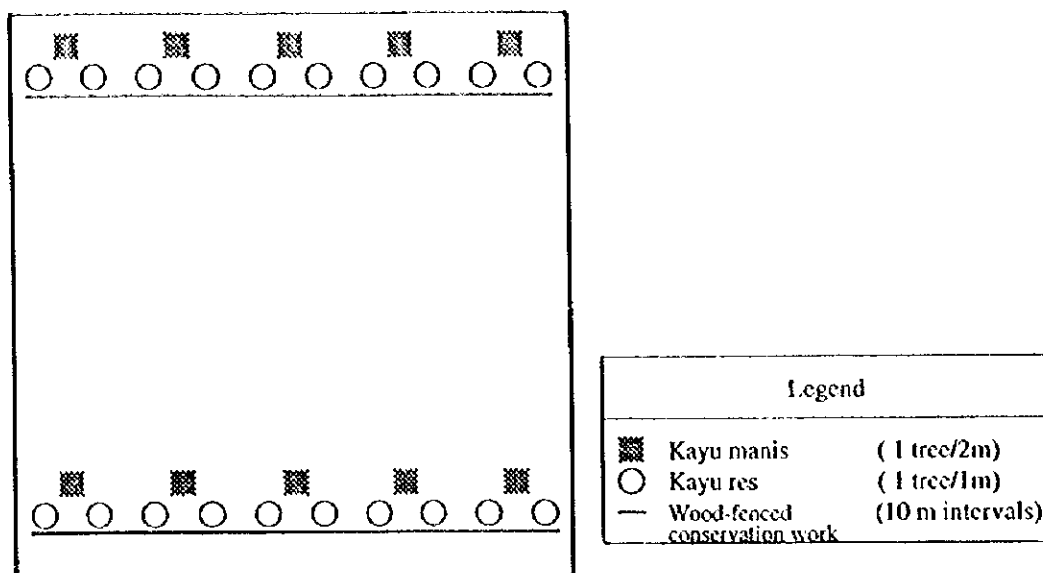 Legend
Kayu manis ( 1 tree/2m)
Kayu res ( 1 tree/1m)
Wood-fenced (10 m intervals)
conservation work